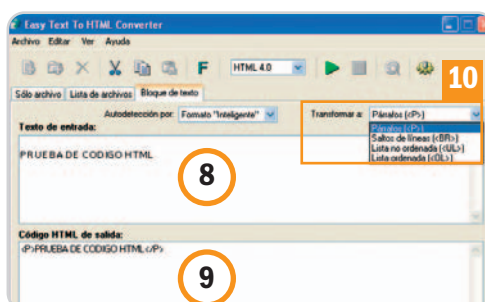 Easy Text To HTML Converter
Archivo Editar Ver Ayuda
F HTML 4.0
10
Sólo archivo Lista de archivos Bloque de texto
Autodetección por: Formato "Inteligente" Transformar a: Párrafos (<P>)
Texto de entrada:
Párrafos (<P>)
Saltos de líneas (<BR>)
Lista no ordenada (<UL>)
Lista ordenada (<OL>)
PRUEBA DE CODIGO HTML
8
Código HTML de salida:
<P>PRUEBA DE CODIGO HTML</P>
9